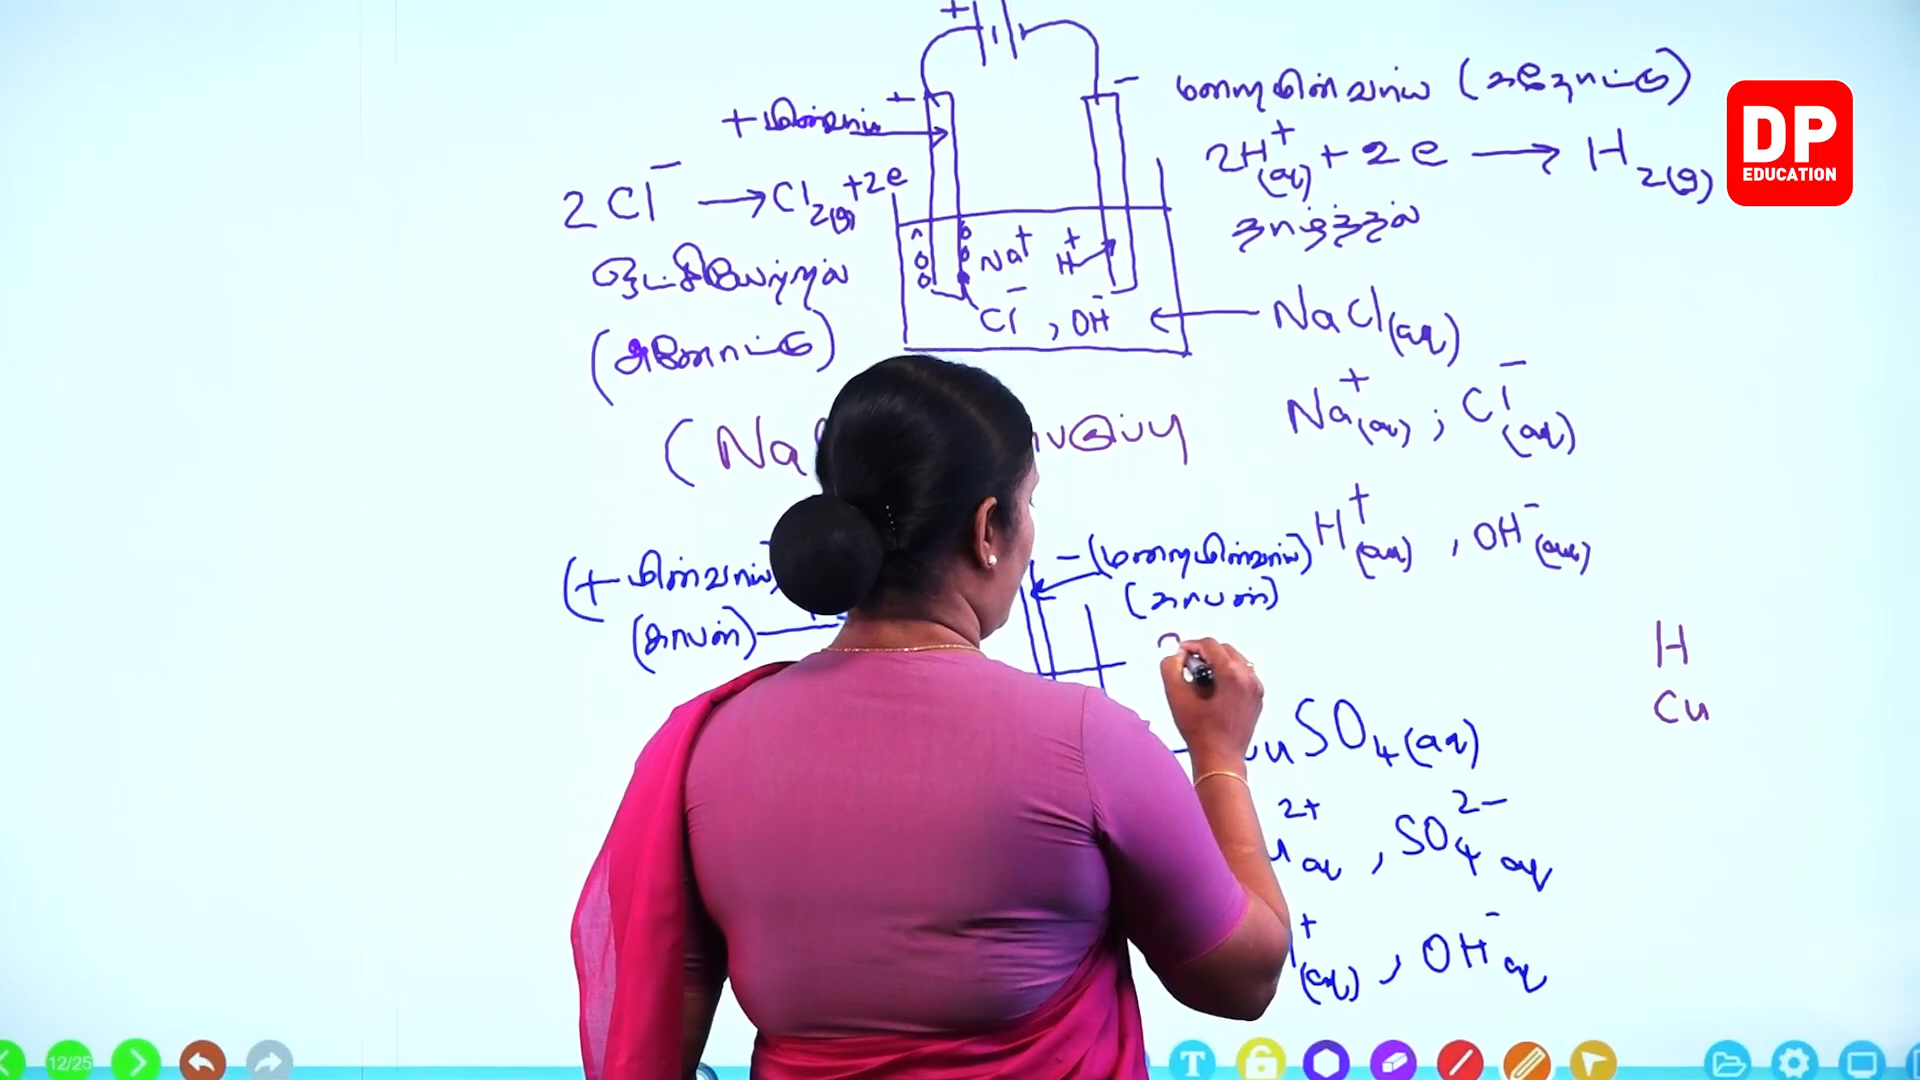 +
+ மின்வாய் +
- மறைமின்வாய் (கதோட்டு)
DP
EDUCATION
2Cl⁻ → Cl₂(g) + 2e
2H⁺(aq) + 2e → H₂(g)
தாழ்த்தல்
Na⁺ H⁺
ஒட்சியேற்றல்
Cl⁻, OH⁻
NaCl(aq)
(அனோட்டு)
Na⁺(aq) ; Cl⁻(aq)
(Na
H⁺(aq), OH⁻(aq)
(+ மின்வாய்
- (மறைமின்வாய்)
(காபன்)
(காபன்)
H
Cu
SO₄(aq)
2+ aq, SO₄²⁻ aq
+ (aq), OH⁻ aq
12/25
T